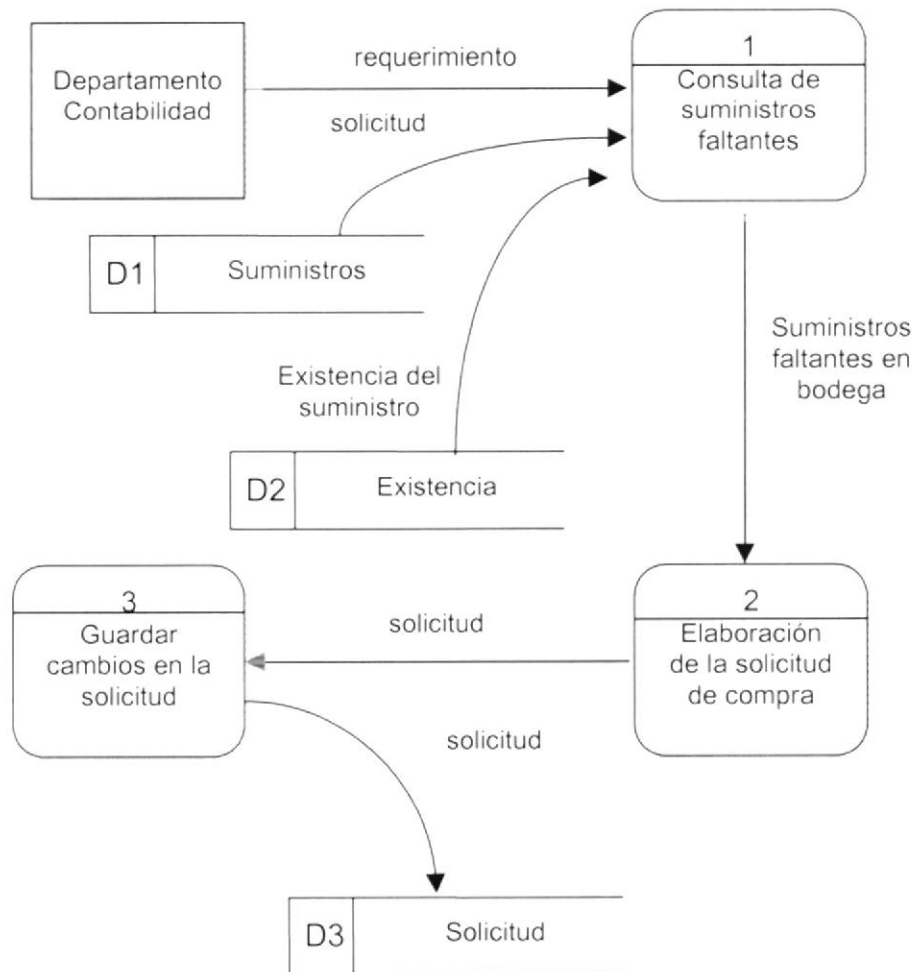 Departamento
Contabilidad
requerimiento
1
Consulta de
suministros
faltantes
solicitud
D1
Suministros
Suministros
faltantes en
bodega
Existencia del
suministro
D2
Existencia
3
Guardar
cambios en la
solicitud
solicitud
2
Elaboración
de la solicitud
de compra
solicitud
D3
Solicitud